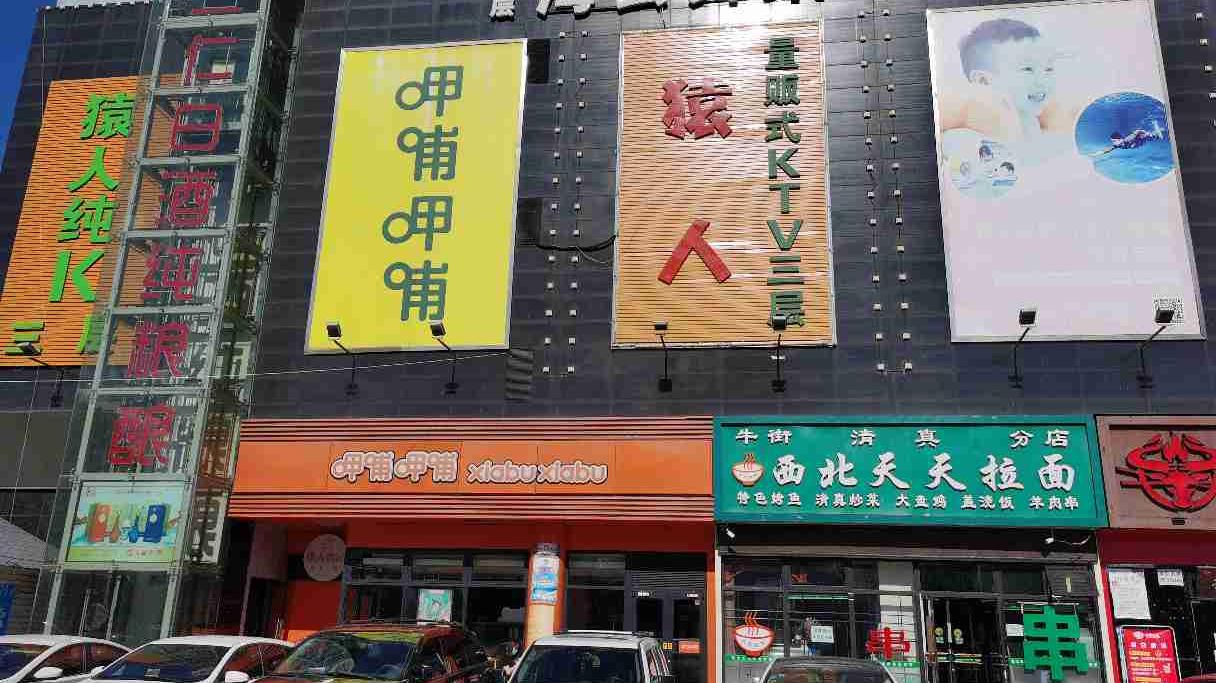 猿人纯K
三层
仁白酒纯粮酿
呷哺呷哺
猿人
量版式KTV三层
呷哺呷哺 xiabuxiabu
牛街 清真 分店
西北天天拉面
特色烤鱼 清真炒菜 大盘鸡 盖浇饭 羊肉串
串
串